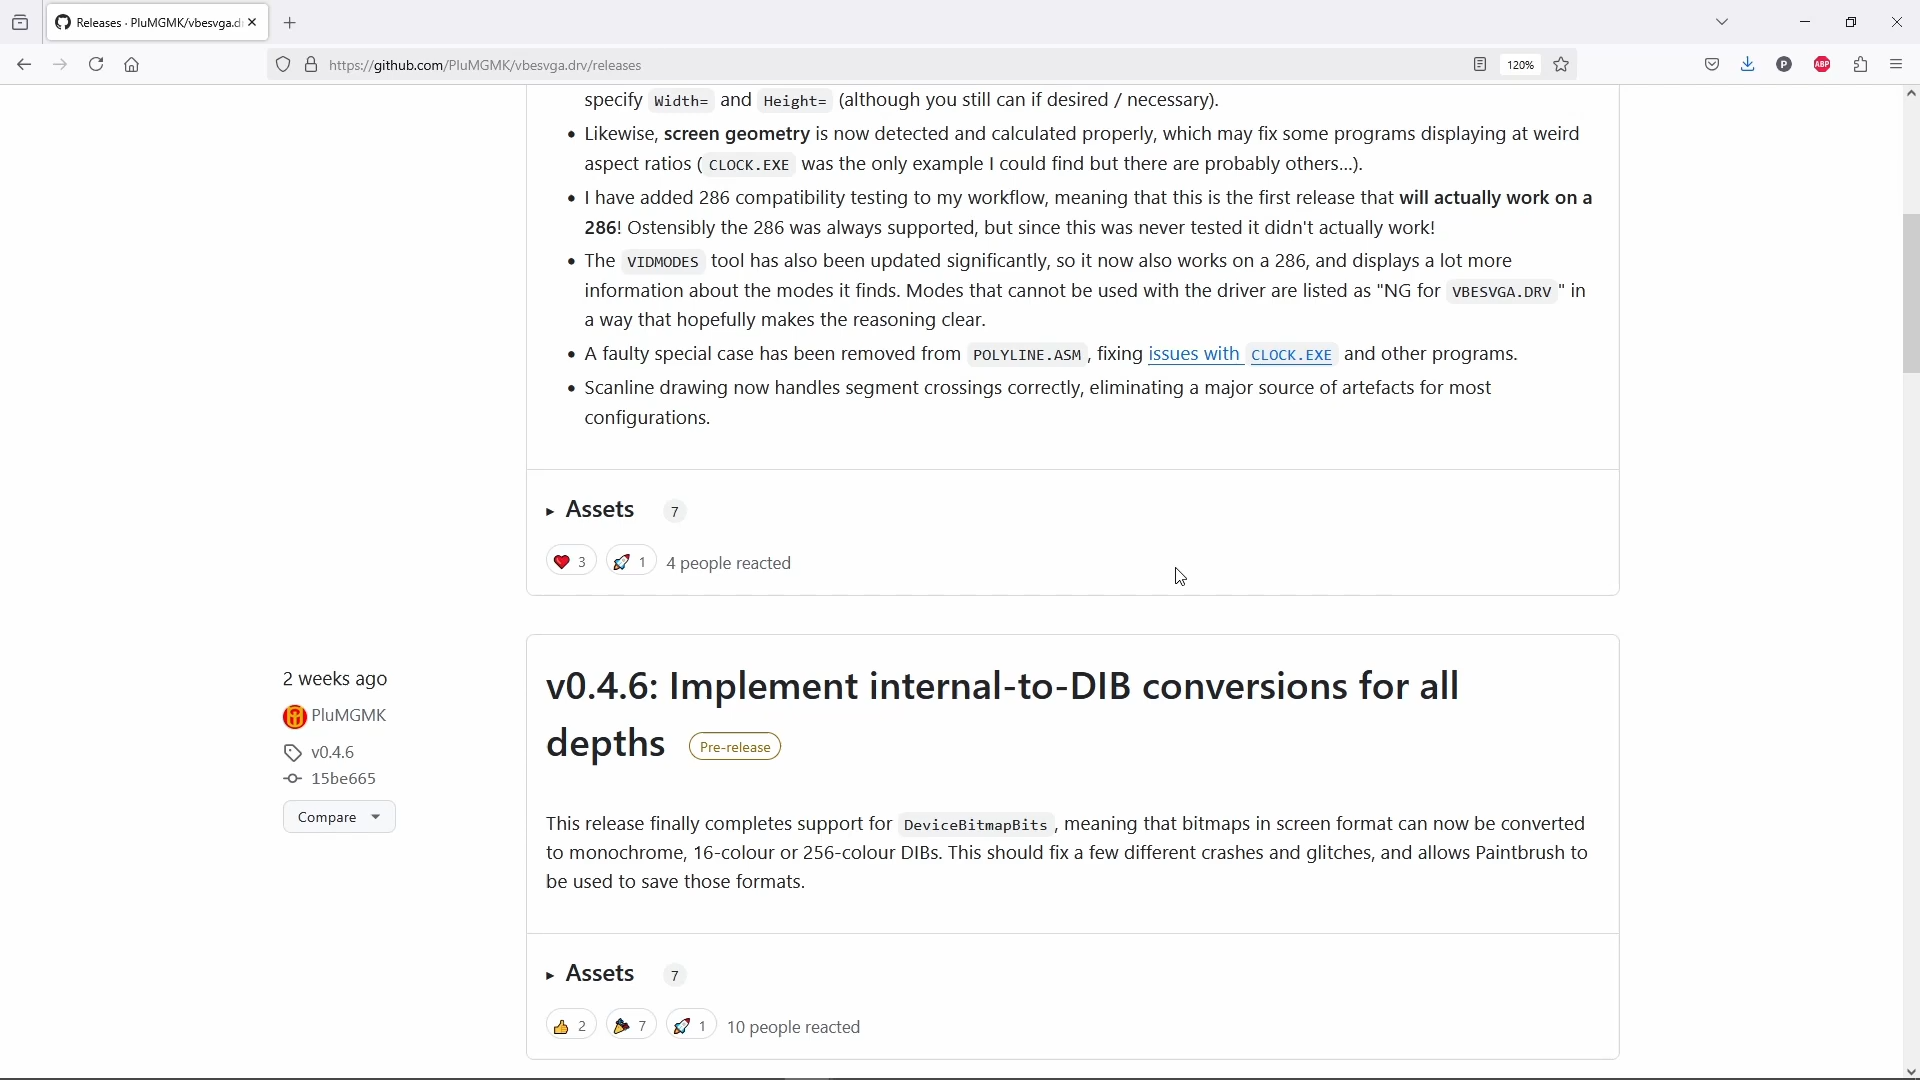 Releases · PluMGMK/vbesvga.d
https://github.com/PluMGMK/vbesvga.drv/releases
120%
P
ABP
specify Width= and Height= (although you still can if desired / necessary).
• Likewise, screen geometry is now detected and calculated properly, which may fix some programs displaying at weird
aspect ratios ( CLOCK.EXE was the only example I could find but there are probably others...).
• I have added 286 compatibility testing to my workflow, meaning that this is the first release that will actually work on a
286! Ostensibly the 286 was always supported, but since this was never tested it didn't actually work!
• The VIDMODES tool has also been updated significantly, so it now also works on a 286, and displays a lot more
information about the modes it finds. Modes that cannot be used with the driver are listed as "NG for VBESVGA.DRV " in
a way that hopefully makes the reasoning clear.
• A faulty special case has been removed from POLYLINE.ASM , fixing issues with CLOCK.EXE and other programs.
• Scanline drawing now handles segment crossings correctly, eliminating a major source of artefacts for most
configurations.
Assets 7
3 1 4 people reacted
2 weeks ago
PluMGMK
v0.4.6
15be665
Compare
v0.4.6: Implement internal-to-DIB conversions for all
depths Pre-release
This release finally completes support for DeviceBitmapBits , meaning that bitmaps in screen format can now be converted
to monochrome, 16-colour or 256-colour DIBs. This should fix a few different crashes and glitches, and allows Paintbrush to
be used to save those formats.
Assets 7
2 7 1 10 people reacted